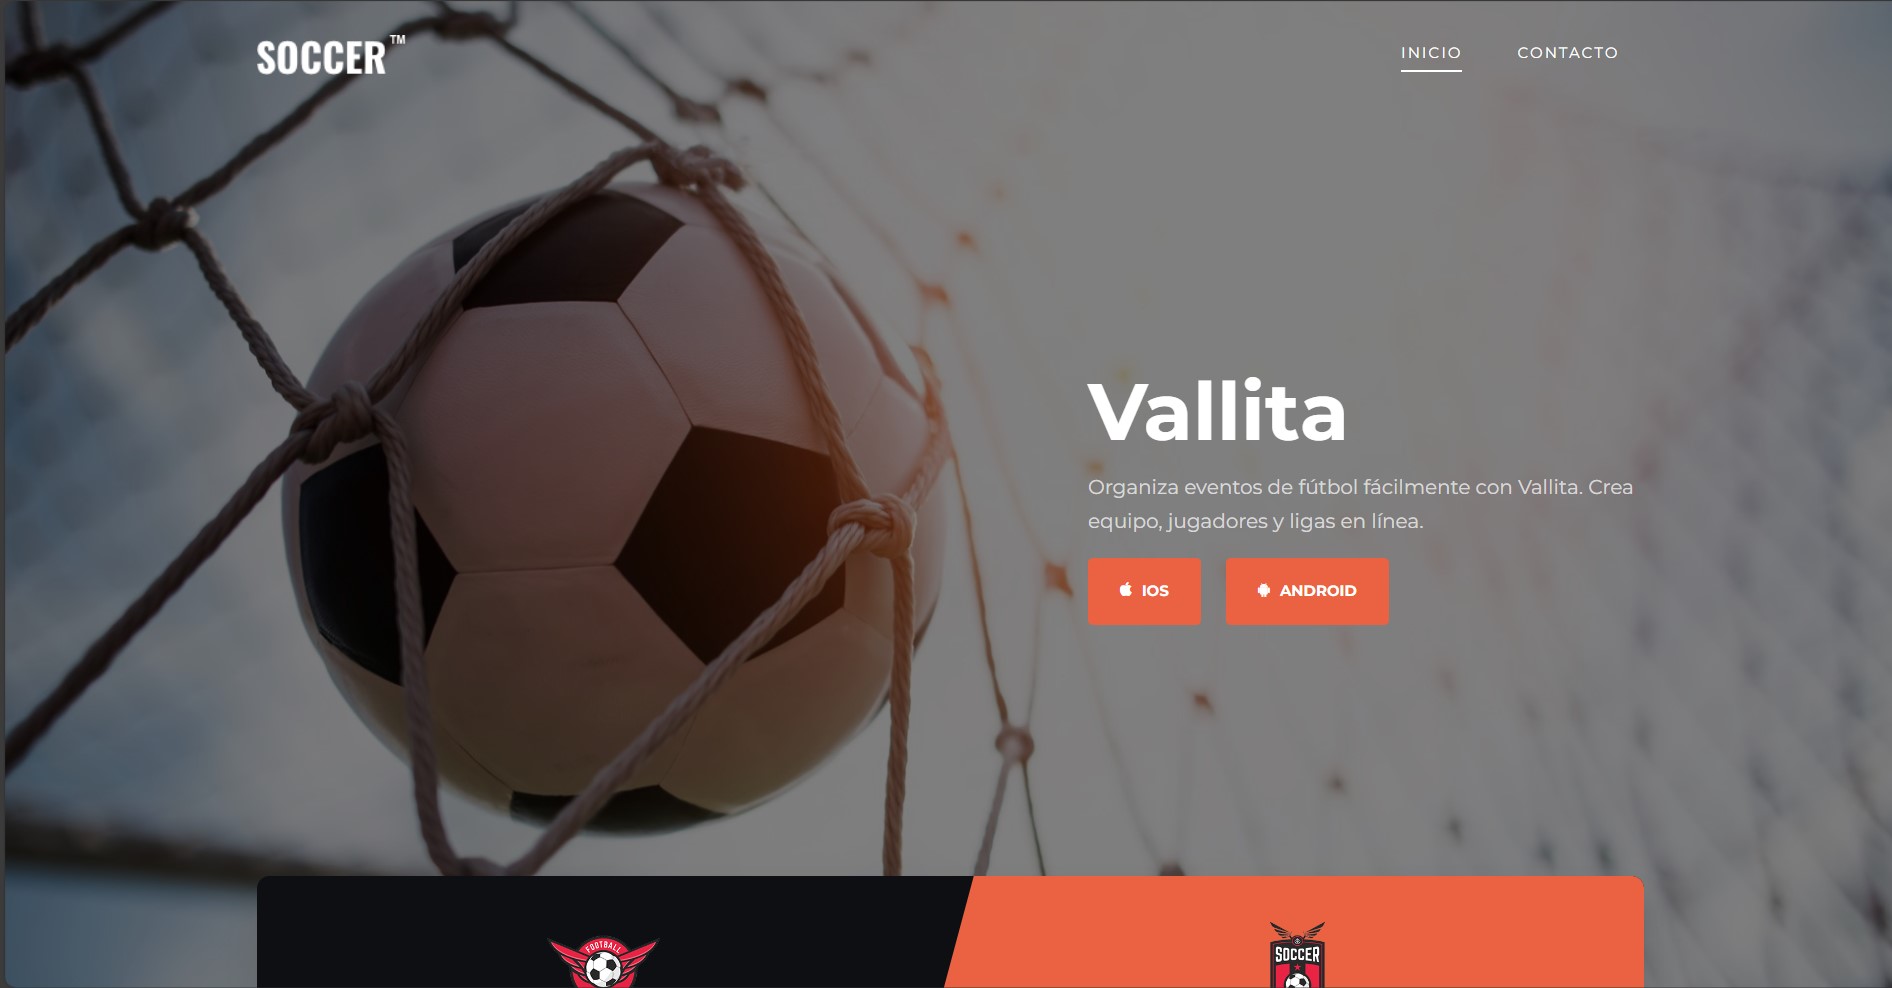 SOCCER™
INICIO
CONTACTO
Vallita
Organiza eventos de fútbol fácilmente con Vallita. Crea
equipo, jugadores y ligas en línea.
IOS
ANDROID
FOOTBALL
SOCCER